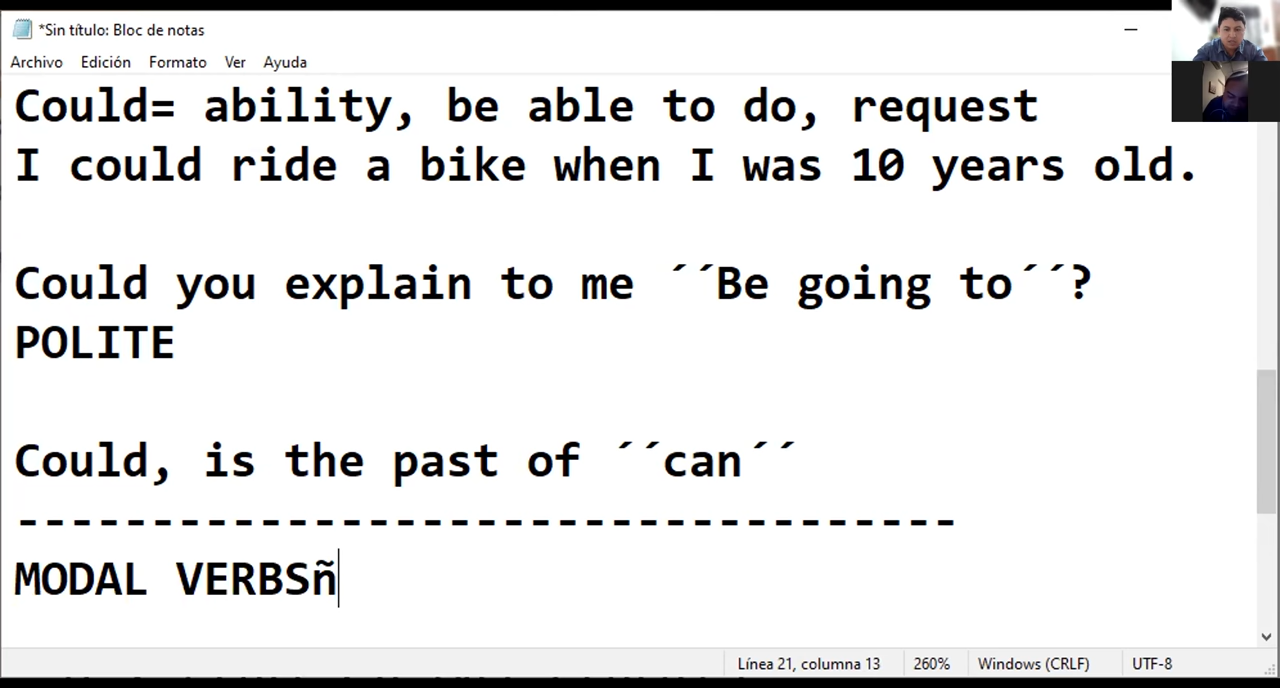 *Sin título: Bloc de notas
Archivo Edición Formato Ver Ayuda
Could= ability, be able to do, request
I could ride a bike when I was 10 years old.
Could you explain to me ´´Be going to´´?
POLITE
Could, is the past of ´´can´´
-----------------------------------
MODAL VERBSñ
Línea 21, columna 13 260% Windows (CRLF) UTF-8